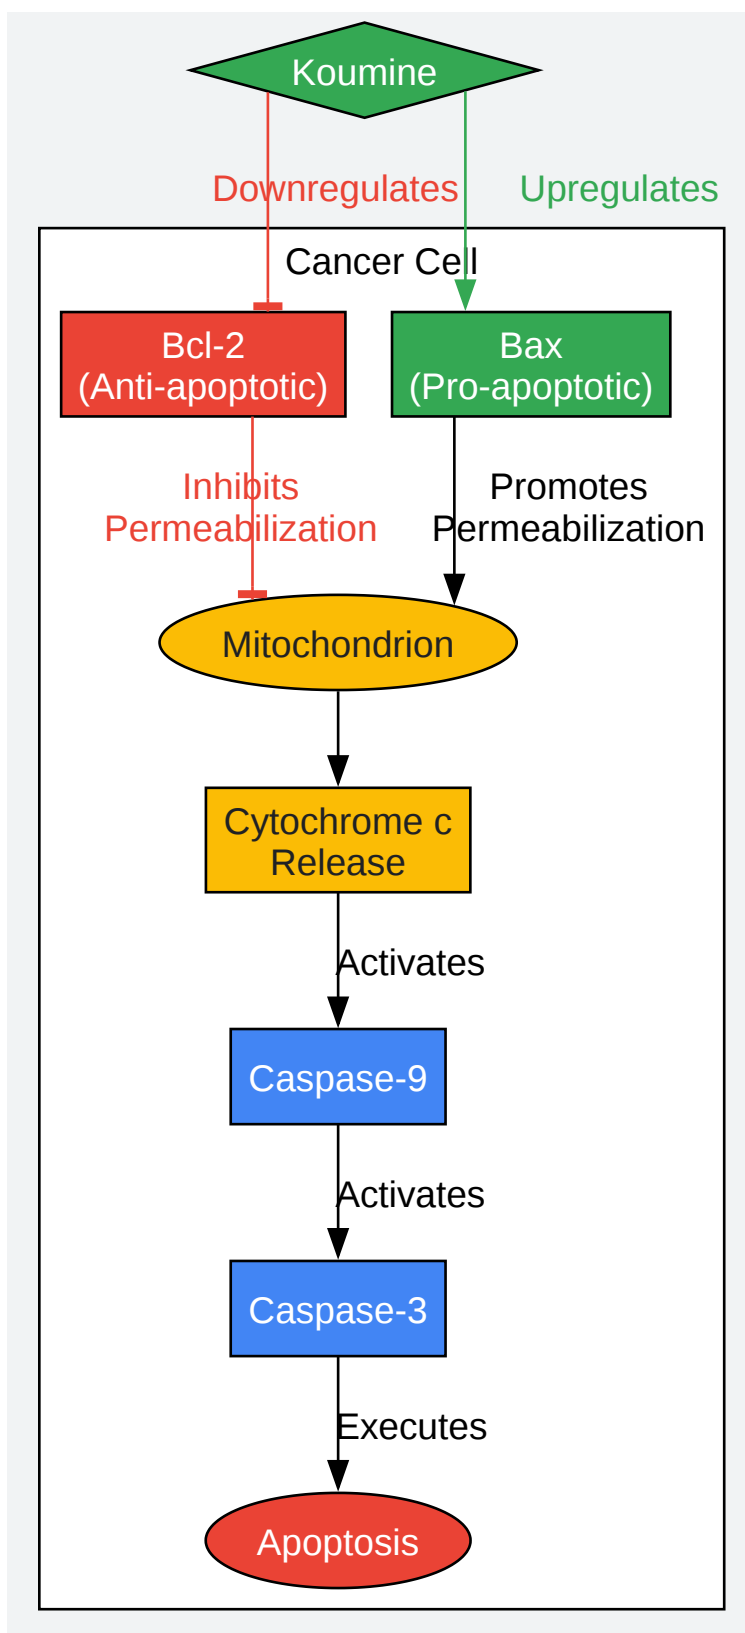 Koumine
Downregulates
Upregulates
Cancer Cell
Bcl-2
(Anti-apoptotic)
Bax
(Pro-apoptotic)
Inhibits
Permeabilization
Promotes
Permeabilization
Mitochondrion
Cytochrome c
Release
Activates
Caspase-9
Activates
Caspase-3
Executes
Apoptosis